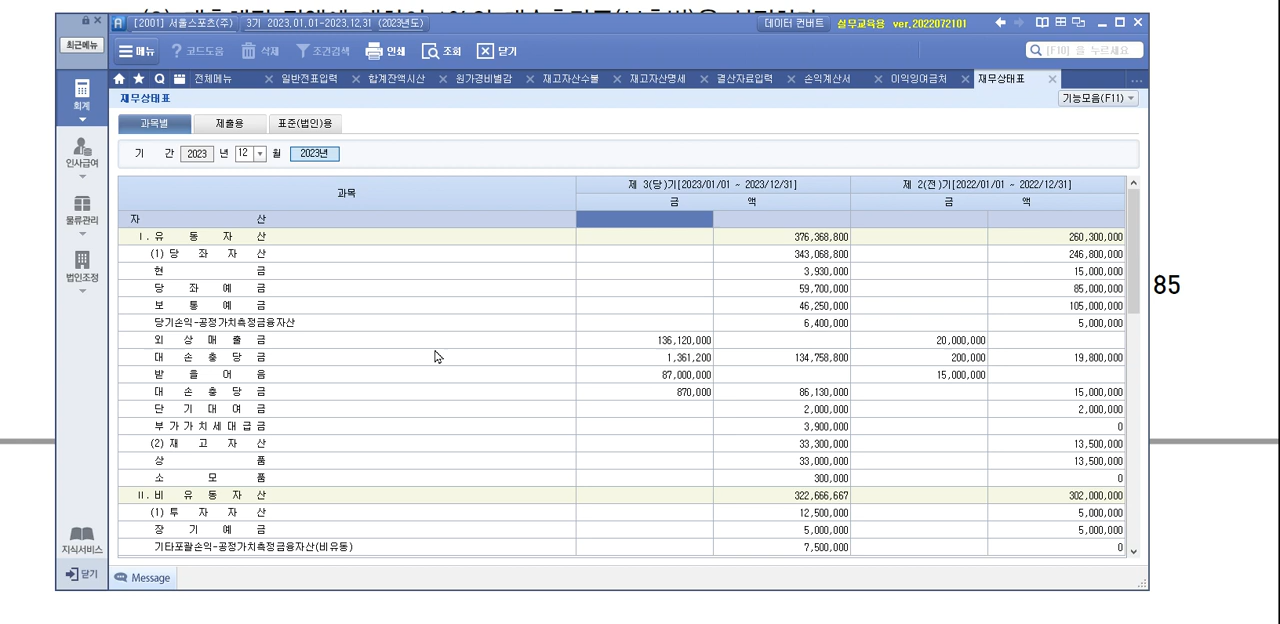 [2001] 서울스포츠(주) 3기 2023.01.01~2023.12.31 (2023년도) 데이터 컨버트 실무교육용 ver.2022072101
최근메뉴 메뉴 코드도움 삭제 조건검색 인쇄 조회 닫기 [F10] 을 누르세요
전체메뉴 일반전표입력 합계잔액시산 원가경비별감 재고자산수불 재고자산명세 결산자료입력 손익계산서 이익잉여금처 재무상태표 ...
재무상태표 기능모음(F11)
회계
인사급여
물류관리
법인조정
지식서비스
닫기
과목별 제출용 표준(법인)용
기 간 2023 년 12 월 2023년
과목 제 3(당)기[2023/01/01 ~ 2023/12/31] 제 2(전)기[2022/01/01 ~ 2022/12/31]
금 액 금 액
자 산
Ⅰ.유 동 자 산 376,368,800 260,300,000
(1) 당 좌 자 산 343,068,800 246,800,000
현 금 3,930,000 15,000,000
당 좌 예 금 59,700,000 85,000,000
보 통 예 금 46,250,000 105,000,000
당기손익-공정가치측정금융자산 6,400,000 5,000,000
외 상 매 출 금 136,120,000 20,000,000
대 손 충 당 금 1,361,200 134,758,800 200,000 19,800,000
받 을 어 음 87,000,000 15,000,000
대 손 충 당 금 870,000 86,130,000 15,000,000
단 기 대 여 금 2,000,000 2,000,000
부 가 가 치 세 대 급 금 3,900,000 0
(2) 재 고 자 산 33,300,000 13,500,000
상 품 33,000,000 13,500,000
소 모 품 300,000 0
Ⅱ.비 유 동 자 산 322,666,667 302,000,000
(1) 투 자 자 산 12,500,000 5,000,000
장 기 예 금 5,000,000 5,000,000
기타포괄손익-공정가치측정금융자산(비유동) 7,500,000 0
Message
85